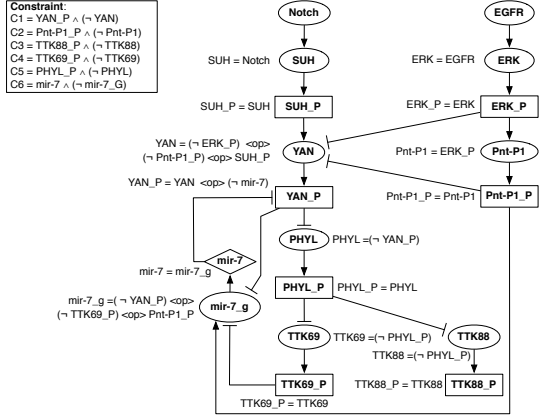 Constraint:
C1 = YAN_P ∧ (¬ YAN)
C2 = Pnt-P1_P ∧ (¬ Pnt-P1)
C3 = TTK88_P ∧ (¬ TTK88)
C4 = TTK69_P ∧ (¬ TTK69)
C5 = PHYL_P ∧ (¬ PHYL)
C6 = mir-7 ∧ (¬ mir-7_G)
Notch
EGFR
SUH = Notch
SUH
ERK = EGFR
ERK
SUH_P = SUH
SUH_P
ERK_P = ERK
ERK_P
YAN = (¬ ERK_P) <op>
(¬ Pnt-P1_P) <op> SUH_P
YAN
Pnt-P1 = ERK_P
Pnt-P1
YAN_P = YAN <op> (¬ mir-7)
YAN_P
Pnt-P1_P = Pnt-P1
Pnt-P1_P
PHYL
PHYL =(¬ YAN_P)
mir-7
mir-7 = mir-7_g
PHYL_P
PHYL_P = PHYL
mir-7_g =( ¬ YAN_P) <op>
(¬ TTK69_P) <op> Pnt-P1_P
mir-7_g
TTK69
TTK69 =(¬ PHYL_P)
TTK88
TTK88 =(¬ PHYL_P)
TTK69_P
TTK69_P = TTK69
TTK88_P = TTK88
TTK88_P